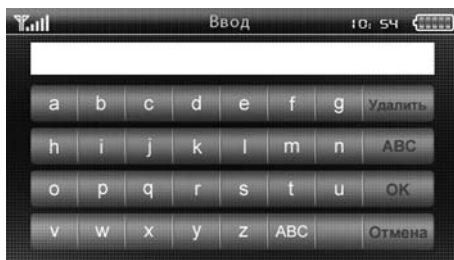 Ввод 10:54
a b c d e f g Удалить
h i j k l m n ABC
o p q r s t u OK
v w x y z ABC Отмена